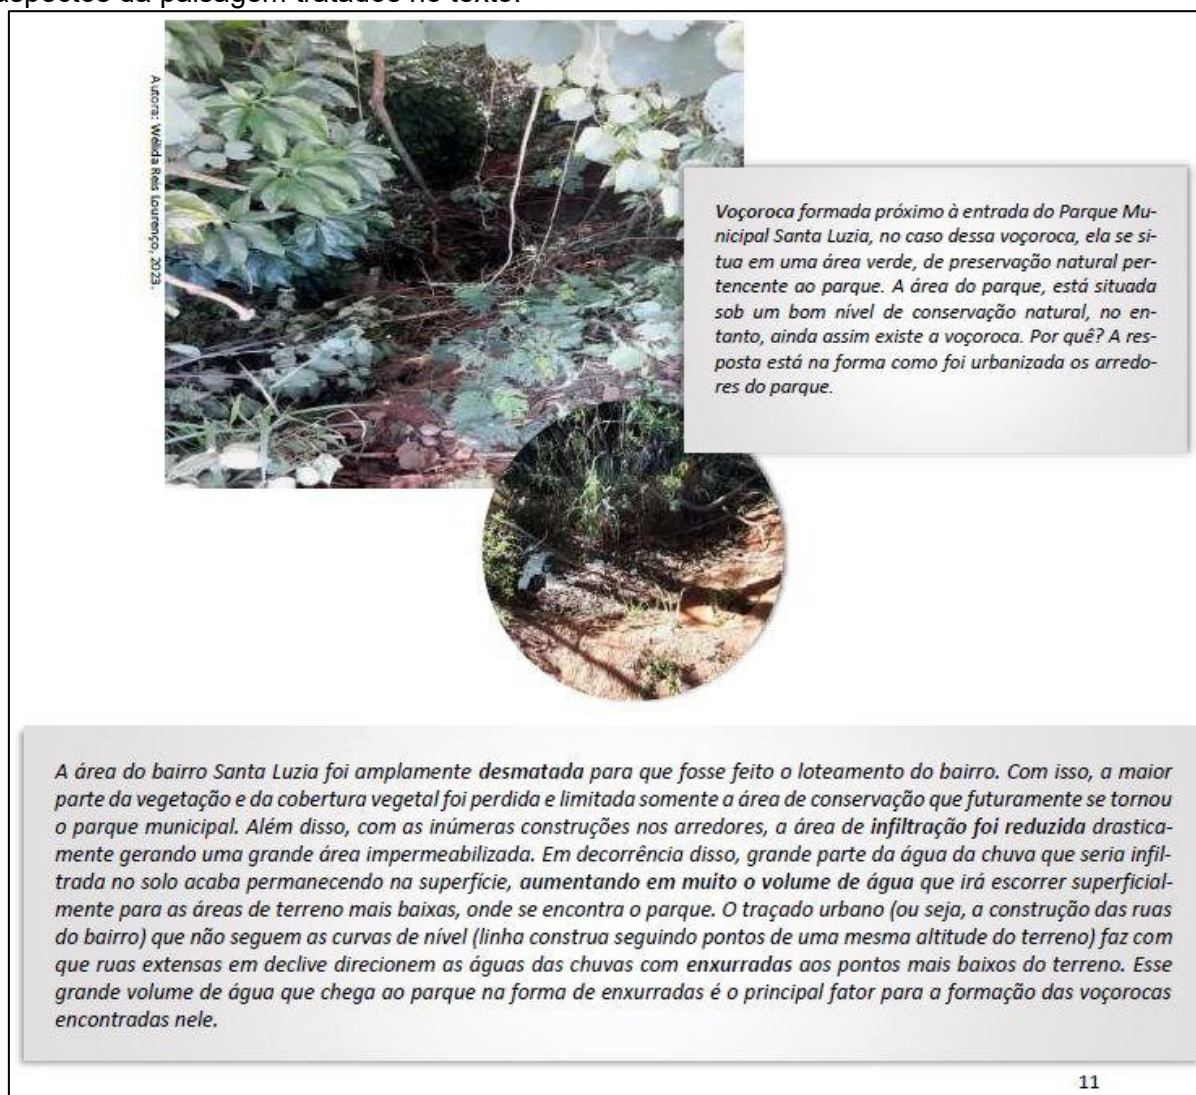 aspectos da paisagem tratados no texto.
Autora: Wélida Reis Lourenço, 2023.
Voçoroca formada próximo à entrada do Parque Mu-
nicipal Santa Luzia, no caso dessa voçoroca, ela se si-
tua em uma área verde, de preservação natural per-
tencente ao parque. A área do parque, está situada
sob um bom nível de conservação natural, no en-
tanto, ainda assim existe a voçoroca. Por quê? A res-
posta está na forma como foi urbanizada os arredo-
res do parque.
A área do bairro Santa Luzia foi amplamente desmatada para que fosse feito o loteamento do bairro. Com isso, a maior
parte da vegetação e da cobertura vegetal foi perdida e limitada somente a área de conservação que futuramente se tornou
o parque municipal. Além disso, com as inúmeras construções nos arredores, a área de infiltração foi reduzida drastica-
mente gerando uma grande área impermeabilizada. Em decorrência disso, grande parte da água da chuva que seria infil-
trada no solo acaba permanecendo na superfície, aumentando em muito o volume de água que irá escorrer superficial-
mente para as áreas de terreno mais baixas, onde se encontra o parque. O traçado urbano (ou seja, a construção das ruas
do bairro) que não seguem as curvas de nível (linha construa seguindo pontos de uma mesma altitude do terreno) faz com
que ruas extensas em declive direcionem as águas das chuvas com enxurradas aos pontos mais baixos do terreno. Esse
grande volume de água que chega ao parque na forma de enxurradas é o principal fator para a formação das voçorocas
encontradas nele.
11